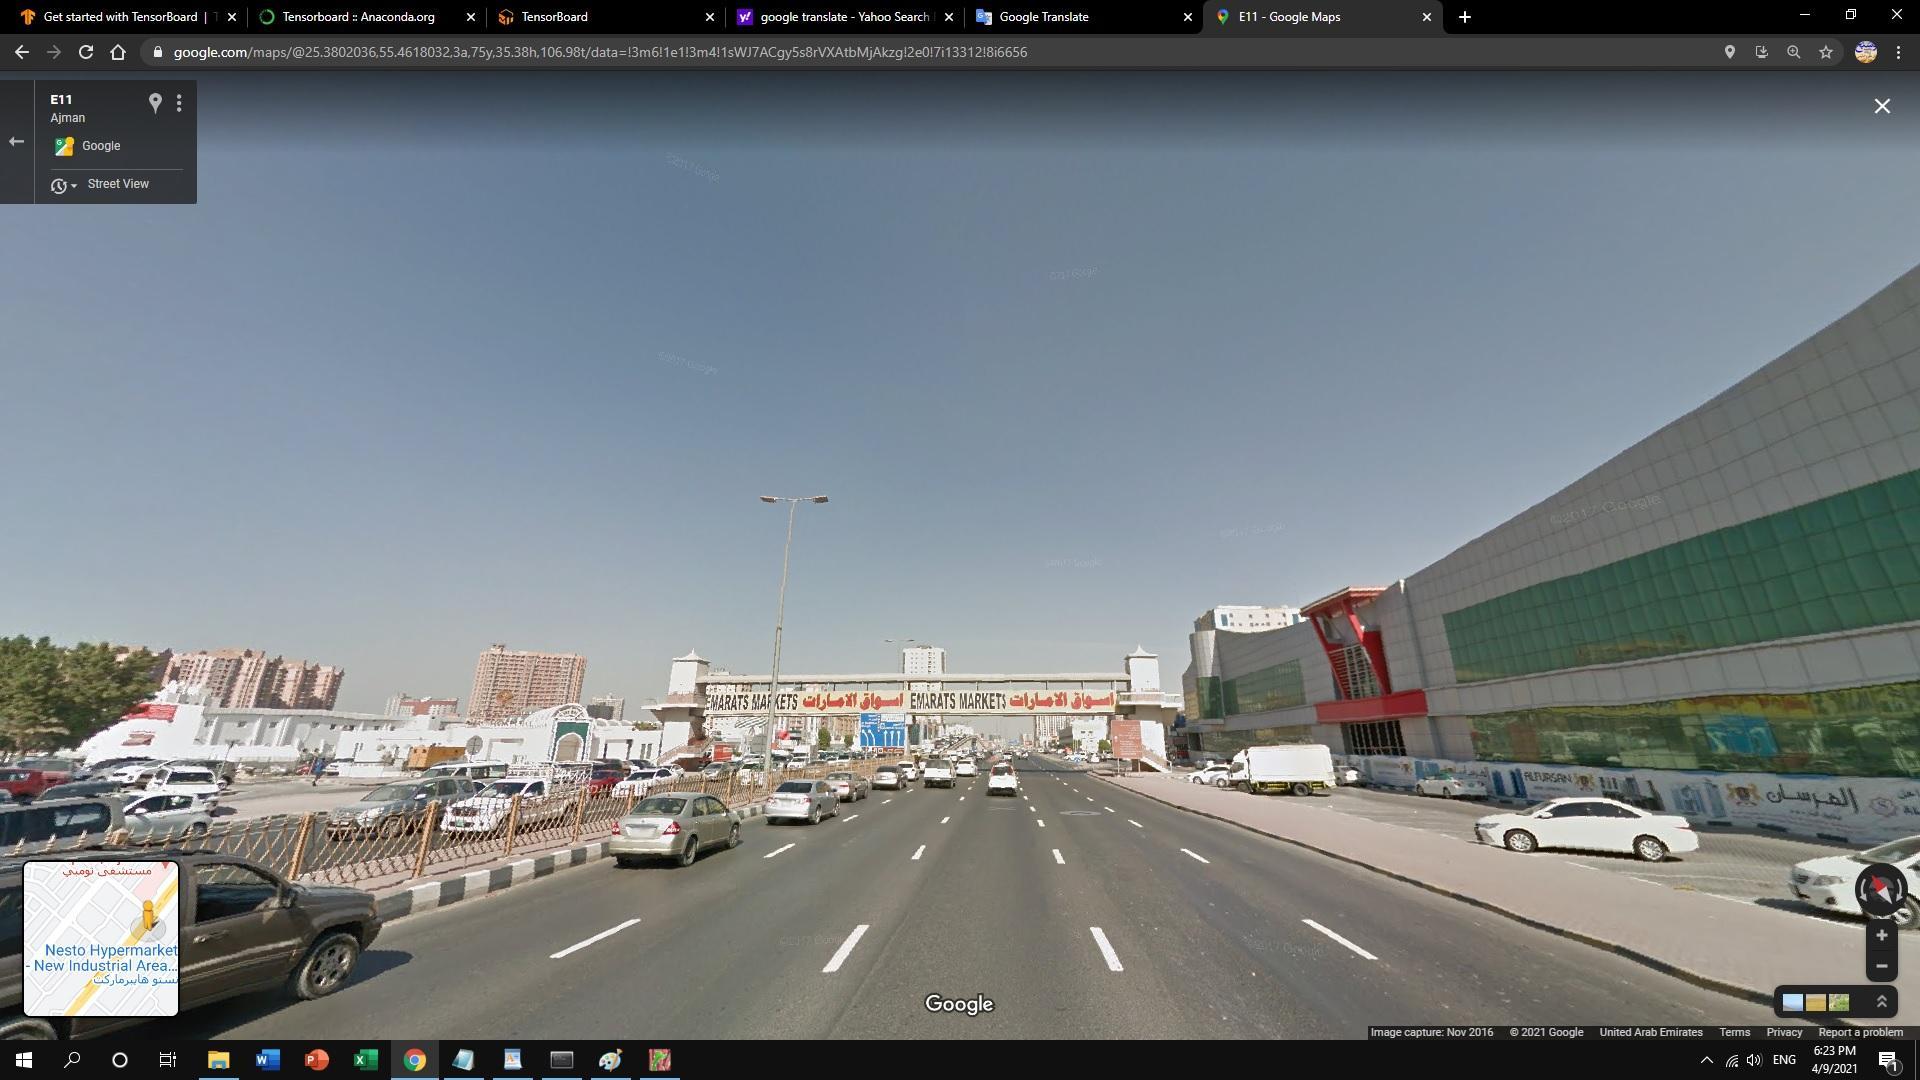 Get started with TensorBoard | T
Tensorboard :: Anaconda.org
TensorBoard
google translate - Yahoo Search
Google Translate
E11 - Google Maps
google.com/maps/@25.3802036,55.4618032,3a,75y,35.38h,106.98t/data=!3m6!1e1!3m4!1sWJ7ACgy5s8rVXAtbMjAkzg!2e0!7i13312!8i6656
E11
Ajman
Google
Street View
©2017 Google
EMARATS MARKETS اسواق الامارات EMARATS MARKETS اسواق الامارات
ALFURSAN الفرسان
مستشفى ثومبي
Nesto Hypermarket
- New Industrial Area...
نستو هايبرماركت
Google
Image capture: Nov 2016 © 2021 Google United Arab Emirates Terms Privacy Report a problem
ENG
6:23 PM
4/9/2021
1